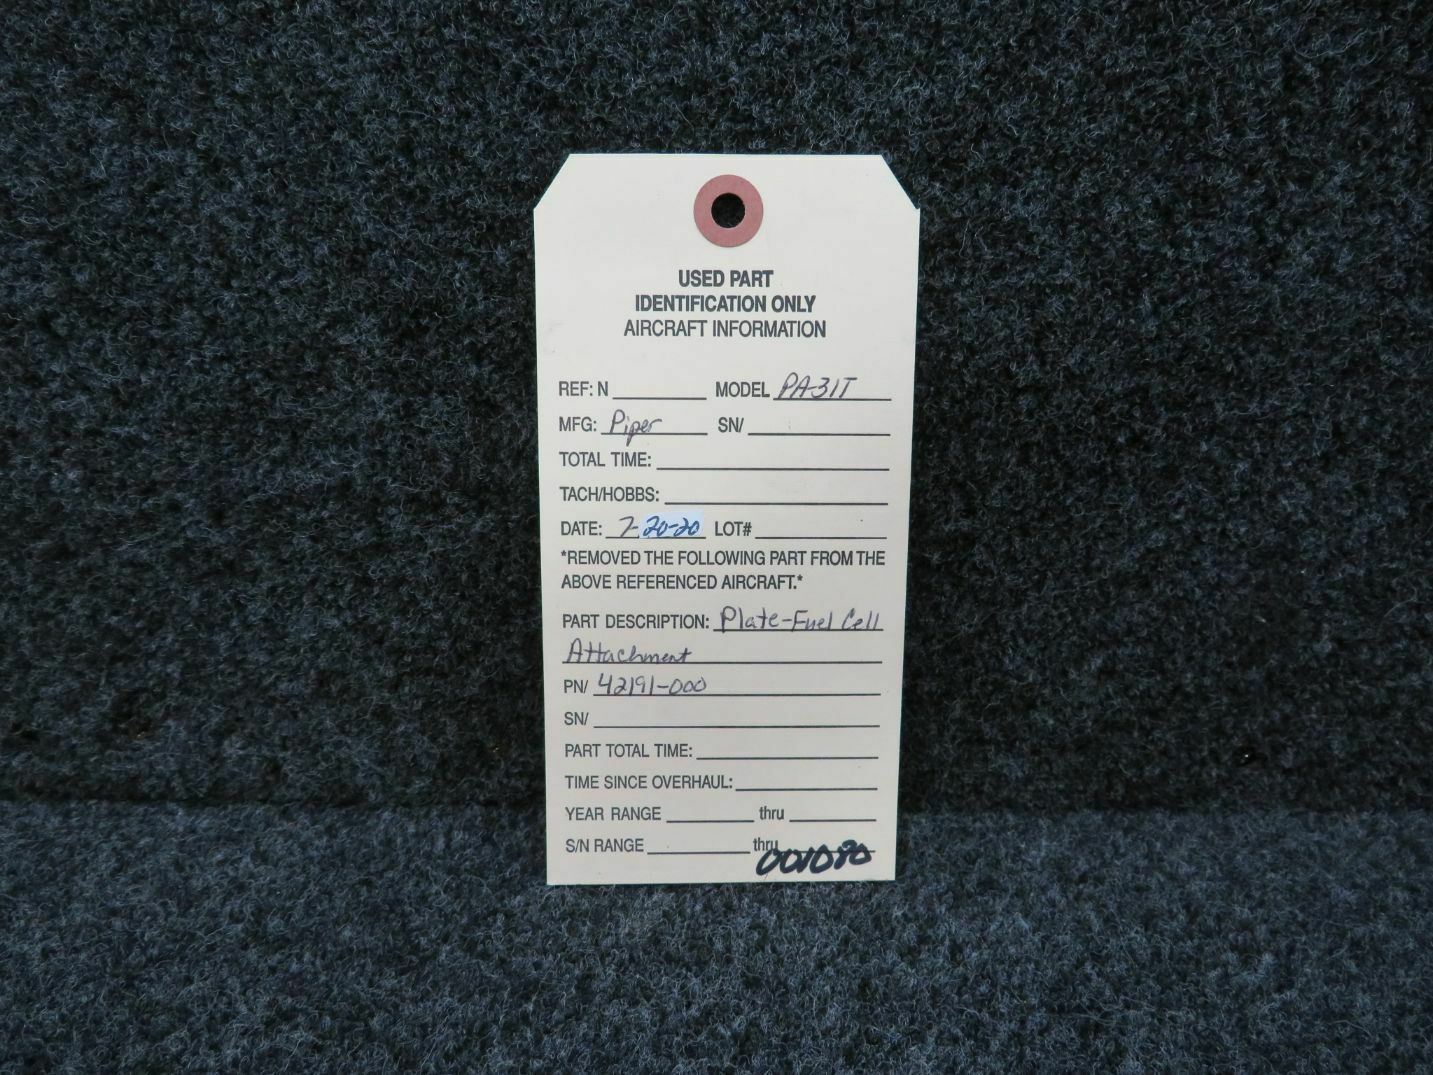 USED PART
IDENTIFICATION ONLY
AIRCRAFT INFORMATION
REF: N MODEL PA-31T
MFG: Piper SN/
TOTAL TIME:
TACH/HOBBS:
DATE: 7-20-20 LOT#
*REMOVED THE FOLLOWING PART FROM THE
ABOVE REFERENCED AIRCRAFT.*
PART DESCRIPTION: Plate-Fuel Cell
Attachment
PN/ 42191-000
SN/
PART TOTAL TIME:
TIME SINCE OVERHAUL:
YEAR RANGE thru
S/N RANGE thru